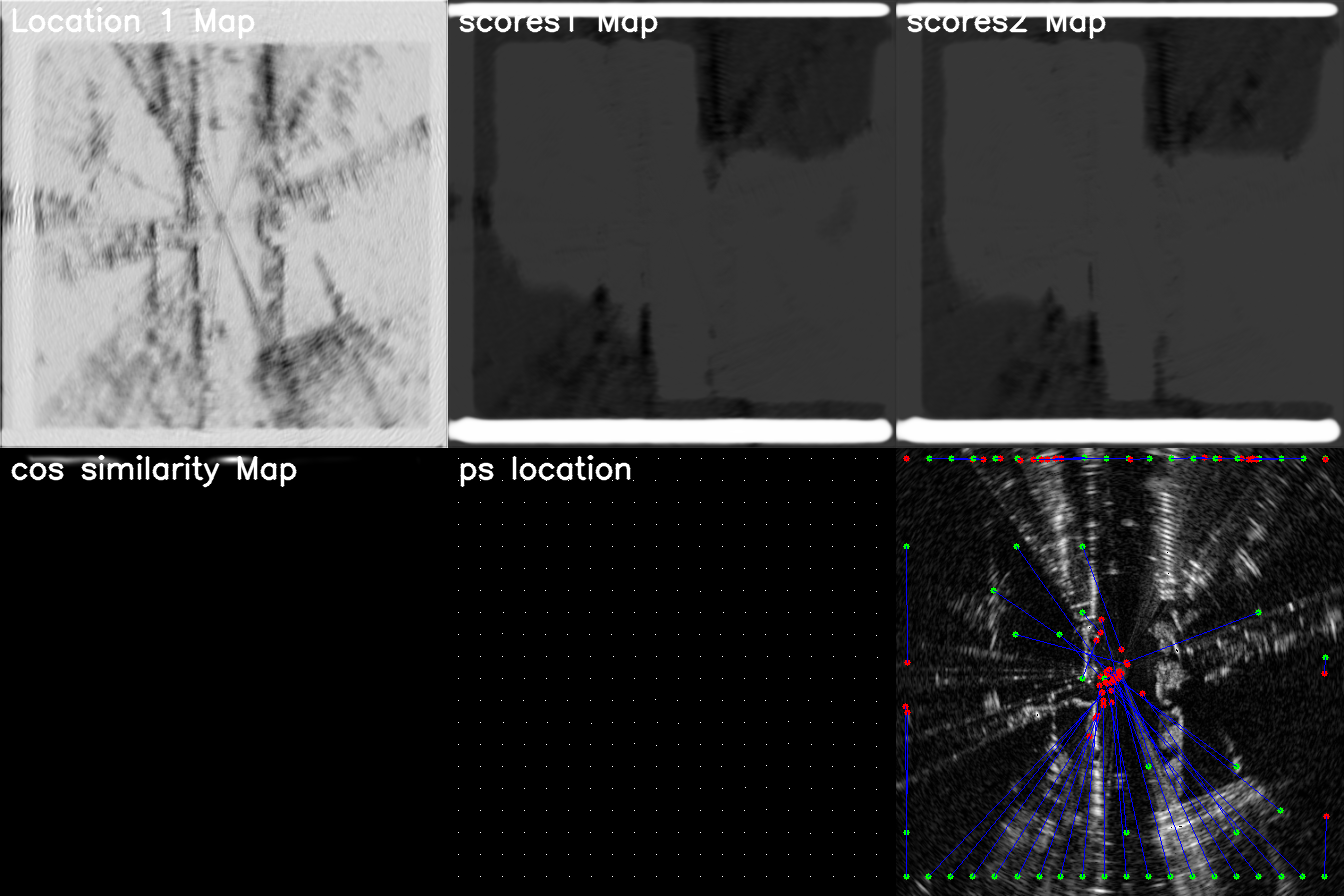 Location 1 Map
scores1 Map
scores2 Map
cos similarity Map
ps location